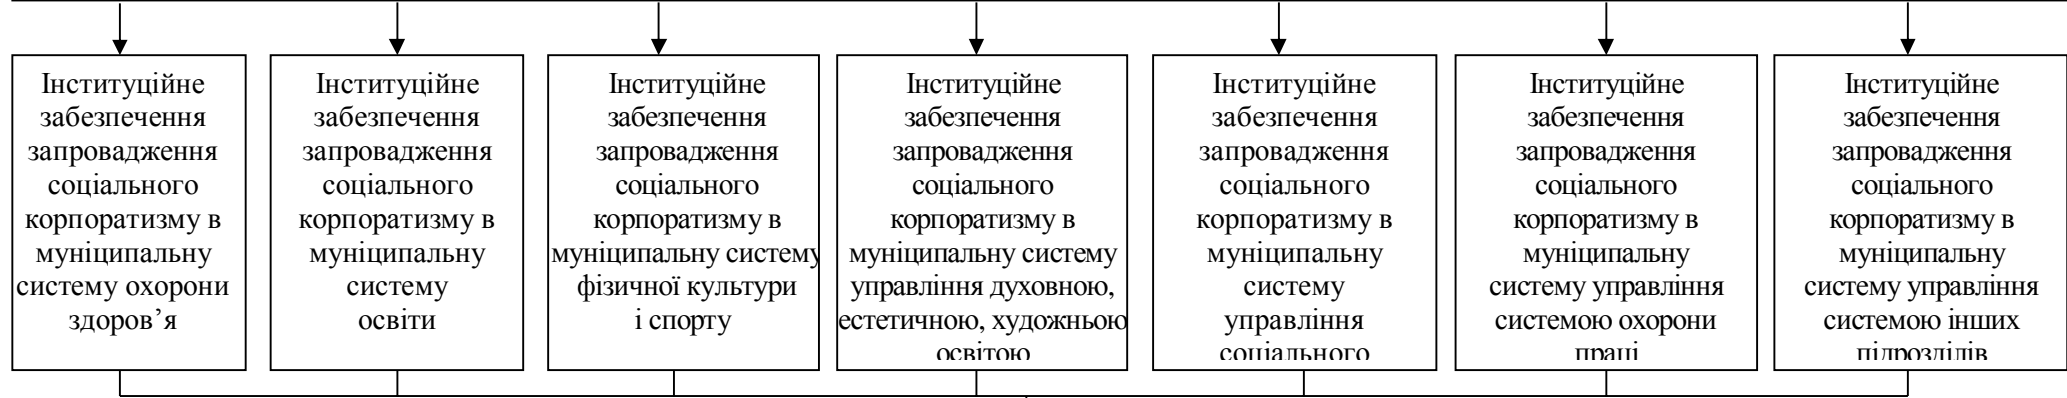 Інституційне
забезпечення
запровадження
соціального
корпоратизму в
муніципальну
систему охорони
здоров’я
Інституційне
забезпечення
запровадження
соціального
корпоратизму в
муніципальну
систему
освіти
Інституційне
забезпечення
запровадження
соціального
корпоратизму в
муніципальну систему
фізичної культури
і спорту
Інституційне
забезпечення
запровадження
соціального
корпоратизму в
муніципальну систему
управління духовною,
естетичною, художньою
освітою
Інституційне
забезпечення
запровадження
соціального
корпоратизму в
муніципальну
систему
управління
соціального
Інституційне
забезпечення
запровадження
соціального
корпоратизму в
муніципальну
систему управління
системою охорони
праці
Інституційне
забезпечення
запровадження
соціального
корпоратизму в
муніципальну
систему управління
системою інших
підрозділів